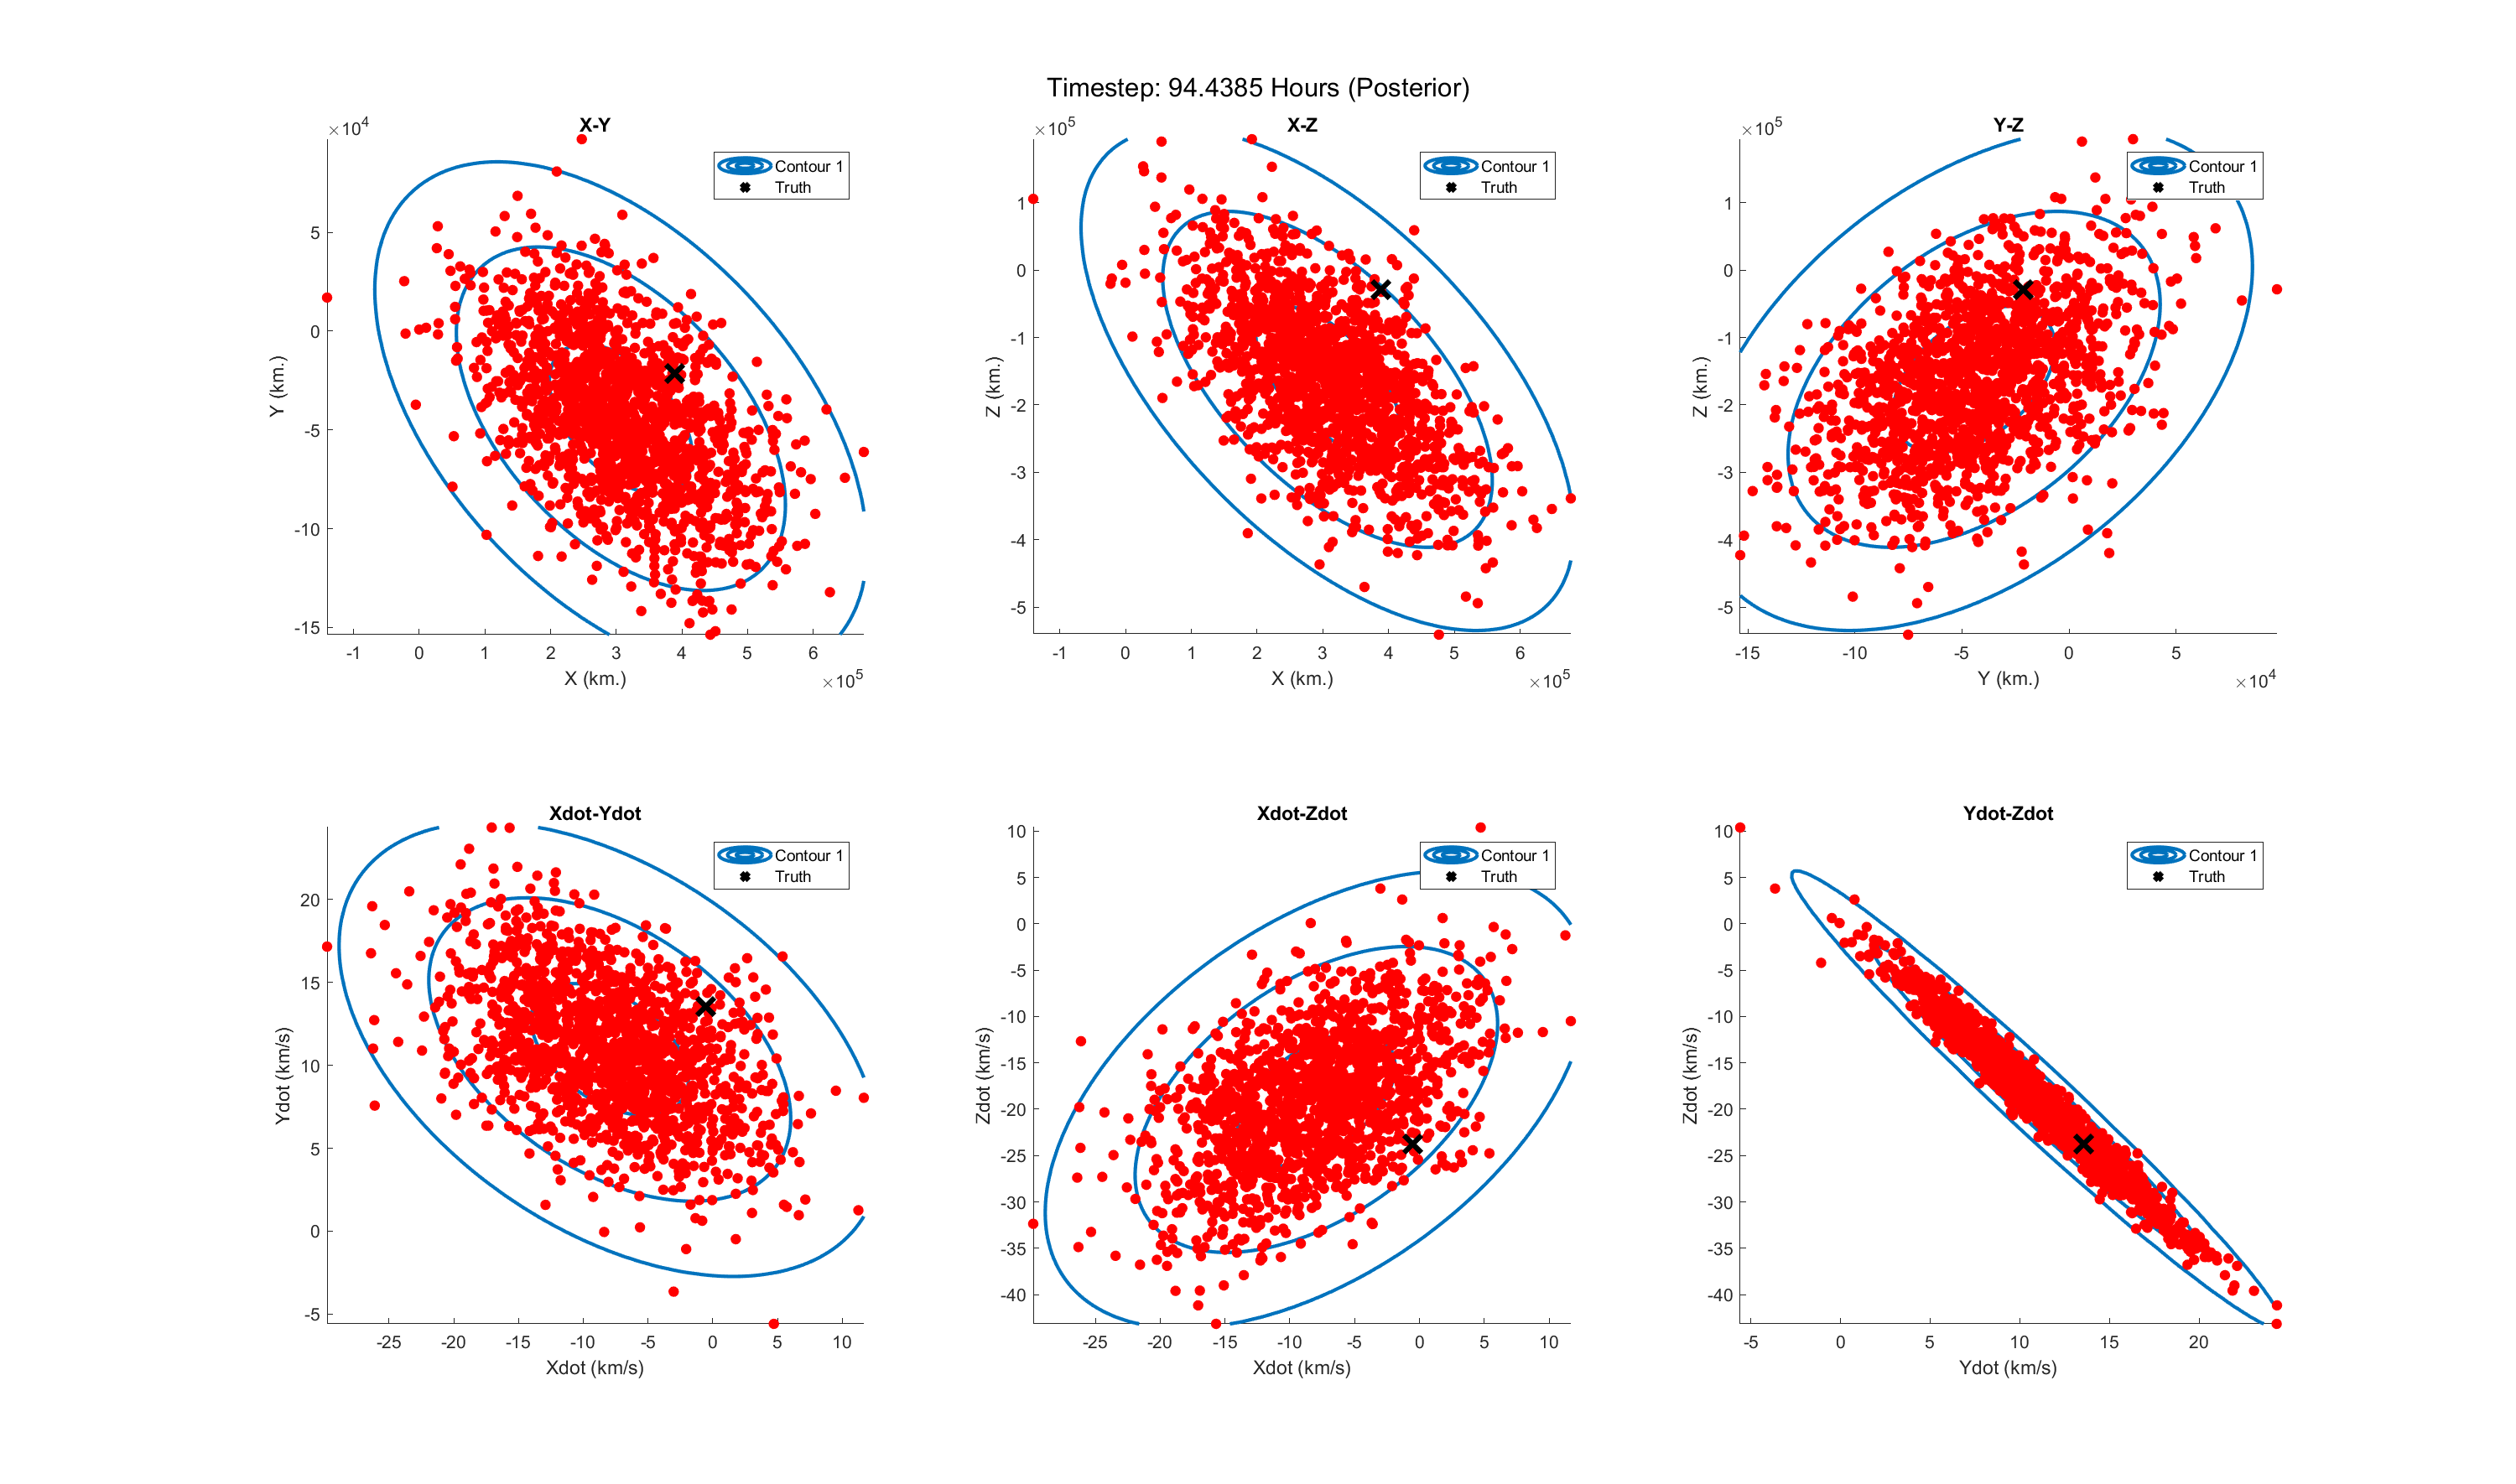 Timestep: 94.4385 Hours (Posterior)
X-Y
×10^4
Contour 1
Truth
5
0
-5
-10
-15
Y (km.)
-1 0 1 2 3 4 5 6
X (km.)
×10^5
X-Z
×10^5
Contour 1
Truth
1
0
-1
-2
-3
-4
-5
Z (km.)
-1 0 1 2 3 4 5 6
X (km.)
×10^5
Y-Z
×10^5
Contour 1
Truth
1
0
-1
-2
-3
-4
-5
Z (km.)
-15 -10 -5 0 5
Y (km.)
×10^4
Xdot-Ydot
Contour 1
Truth
20
15
10
5
0
-5
Ydot (km/s)
-25 -20 -15 -10 -5 0 5 10
Xdot (km/s)
Xdot-Zdot
Contour 1
Truth
10
5
0
-5
-10
-15
-20
-25
-30
-35
-40
Zdot (km/s)
-25 -20 -15 -10 -5 0 5 10
Xdot (km/s)
Ydot-Zdot
Contour 1
Truth
10
5
0
-5
-10
-15
-20
-25
-30
-35
-40
Zdot (km/s)
-5 0 5 10 15 20
Ydot (km/s)